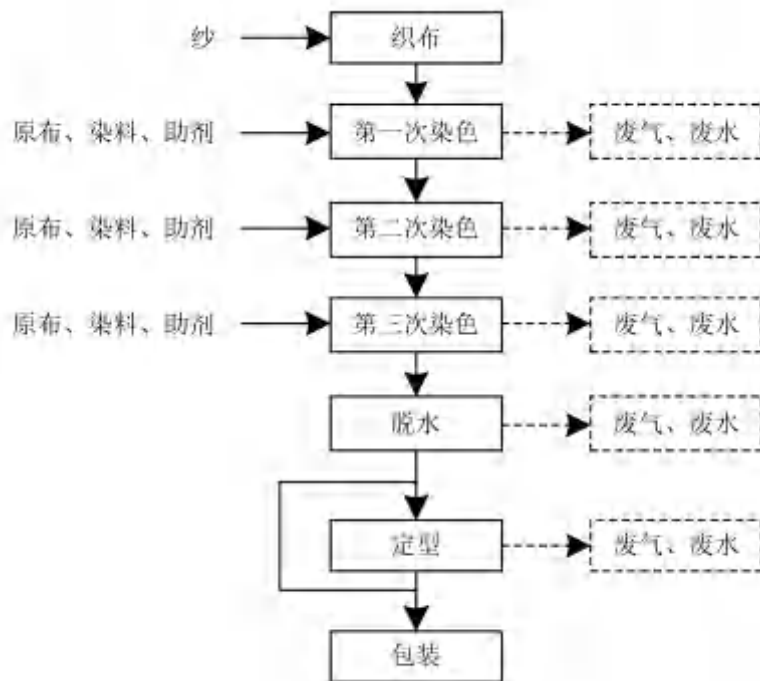 纱 织布
原布、染料、助剂 第一次染色 废气、废水
原布、染料、助剂 第二次染色 废气、废水
原布、染料、助剂 第三次染色 废气、废水
脱水 废气、废水
定型 废气、废水
包装